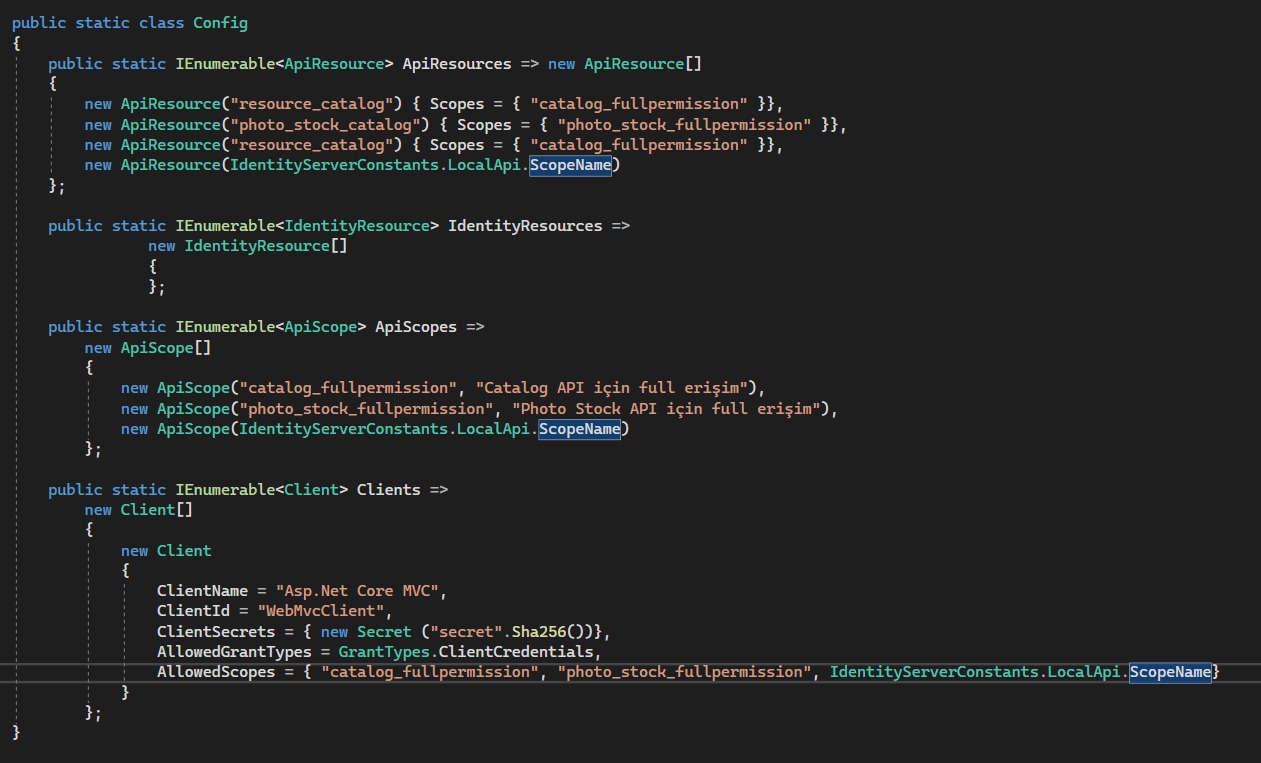 public static class Config
{
public static IEnumerable<ApiResource> ApiResources => new ApiResource[]
{
new ApiResource("resource_catalog") { Scopes = { "catalog_fullpermission" }},
new ApiResource("photo_stock_catalog") { Scopes = { "photo_stock_fullpermission" }},
new ApiResource("resource_catalog") { Scopes = { "catalog_fullpermission" }},
new ApiResource(IdentityServerConstants.LocalApi.ScopeName)
};
public static IEnumerable<IdentityResource> IdentityResources =>
new IdentityResource[]
{
};
public static IEnumerable<ApiScope> ApiScopes =>
new ApiScope[]
{
new ApiScope("catalog_fullpermission", "Catalog API için full erişim"),
new ApiScope("photo_stock_fullpermission", "Photo Stock API için full erişim"),
new ApiScope(IdentityServerConstants.LocalApi.ScopeName)
};
public static IEnumerable<Client> Clients =>
new Client[]
{
new Client
{
ClientName = "Asp.Net Core MVC",
ClientId = "WebMvcClient",
ClientSecrets = { new Secret ("secret".Sha256())},
AllowedGrantTypes = GrantTypes.ClientCredentials,
AllowedScopes = { "catalog_fullpermission", "photo_stock_fullpermission", IdentityServerConstants.LocalApi.ScopeName}
}
};
}